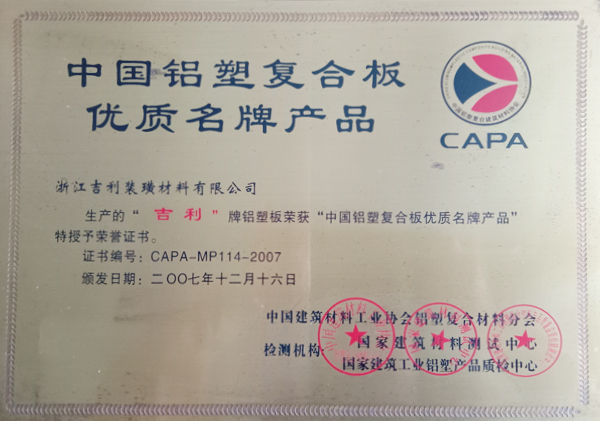 中国铝塑复合板
优质名牌产品
CAPA
浙江吉利装璜材料有限公司
生产的“吉利”牌铝塑板荣获“中国铝塑复合板优质名牌产品”
特授予荣誉证书。
证书编号：CAPA-MP114-2007
颁发日期：二〇〇七年十二月十六日
中国建筑材料工业协会铝塑复合材料分会
检测机构：国家建筑材料测试中心
国家建筑工业铝塑产品质检中心